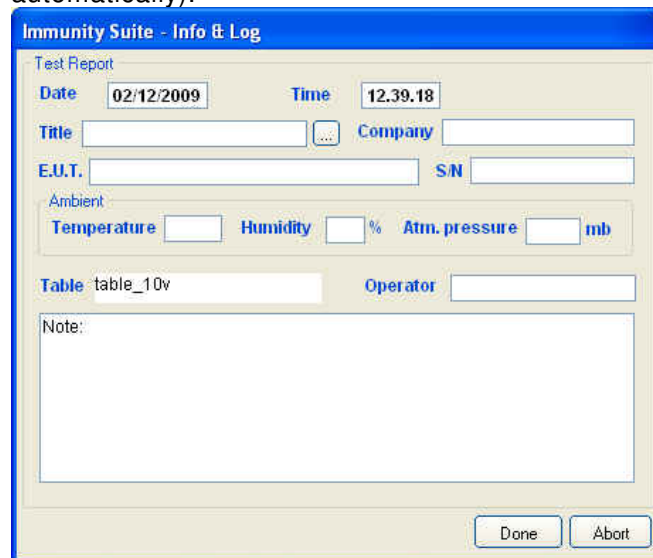 automatically).
Immunity Suite - Info & Log
Test Report
Date 02/12/2009 Time 12.39.18
Title ... Company
E.U.T. S/N
Ambient
Temperature Humidity % Atm. pressure mb
Table table_10v Operator
Note:
Done Abort